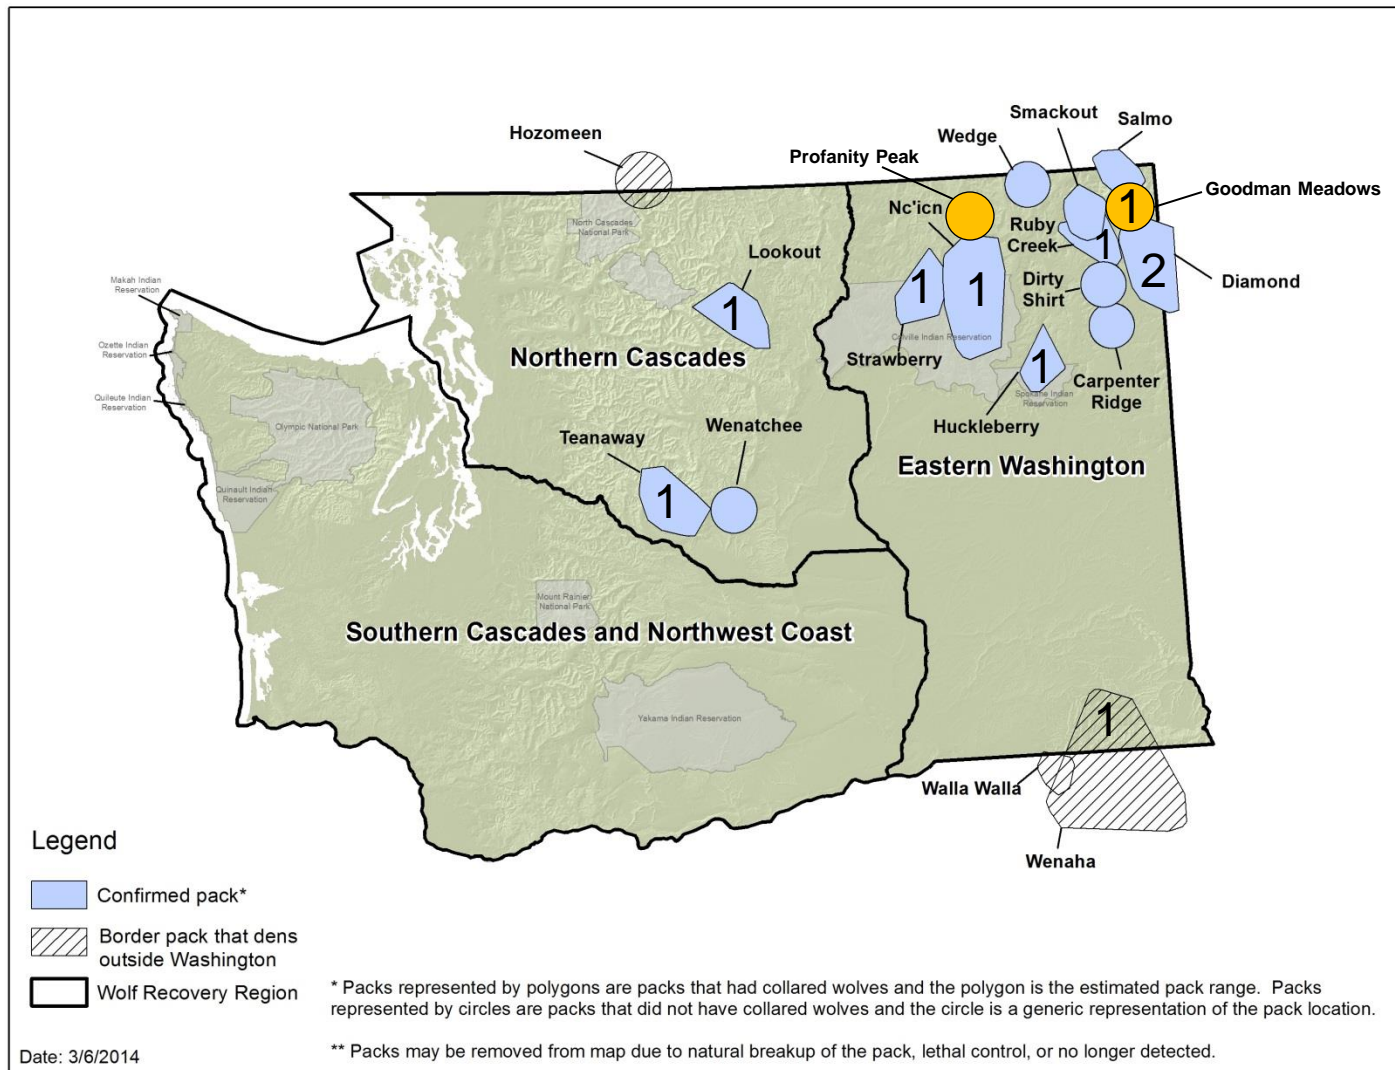 Smackout
Salmo
Hozomeen
Wedge
Profanity Peak
Goodman Meadows
1
Nc'icn
North Cascades
National Park
Ruby
Creek
1
Lookout
Makah Indian
Reservation
Dirty
Shirt
2
Diamond
1
1
1
Ozette Indian
Reservation
Colville Indian Reservation
Northern Cascades
Strawberry
1
Carpenter
Ridge
Quileute Indian
Reservation
Spokane Indian
Reservation
Olympic National Park
Huckleberry
Wenatchee
Teanaway
Eastern Washington
1
Quinault Indian
Reservation
Mount Rainier
National Park
Southern Cascades and Northwest Coast
Yakama Indian Reservation
1
Walla Walla
Wenaha
Legend
Confirmed pack*
Border pack that dens
outside Washington
Wolf Recovery Region
* Packs represented by polygons are packs that had collared wolves and the polygon is the estimated pack range. Packs
represented by circles are packs that did not have collared wolves and the circle is a generic representation of the pack location.
** Packs may be removed from map due to natural breakup of the pack, lethal control, or no longer detected.
Date: 3/6/2014